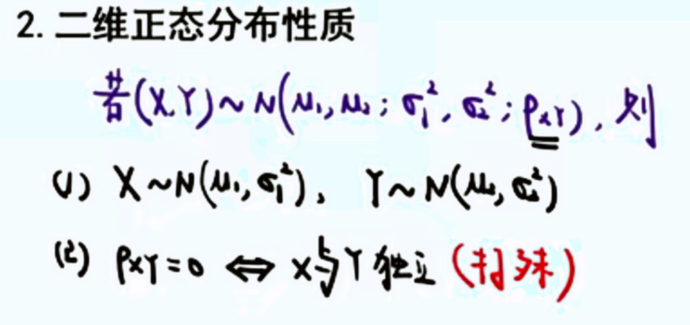 2. 二维正态分布性质
若(X,Y)~N(μ₁,μ₂;σ₁²,σ₂²;ρxY),则
(1) X~N(μ₁,σ₁²), Y~N(μ₂,σ₂²)
(2) ρxY=0 ⇔ X与Y独立(特殊)